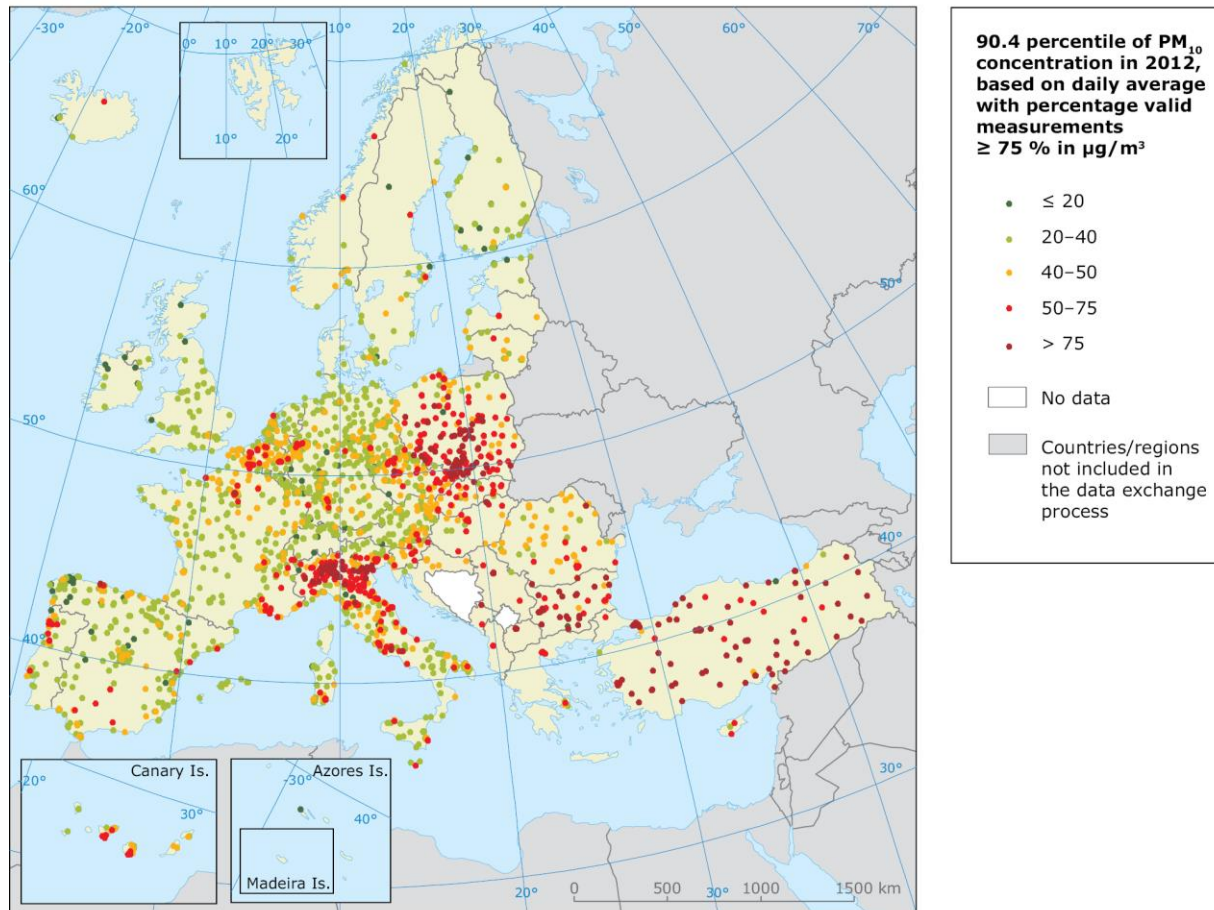 -30° -20° -10° 0° 10° 20° 30° 40° 50° 60° 70°
0° 10° 20° 30°
10° 20°
60°
50°
50°
40°
40°
Canary Is.
-20°
30°
Azores Is.
-30°
40°
Madeira Is.
30°
0 500 1000 1500 km
0° 10° 20° 30°
90.4 percentile of PM₁₀
concentration in 2012,
based on daily average
with percentage valid
measurements
≥ 75 % in µg/m³
≤ 20
20–40
40–50
50–75
> 75
No data
Countries/regions
not included in
the data exchange
process